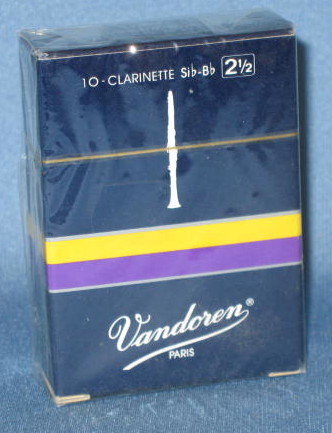 10-CLARINETTE Si♭-B♭ 2½
Vandoren®
PARIS